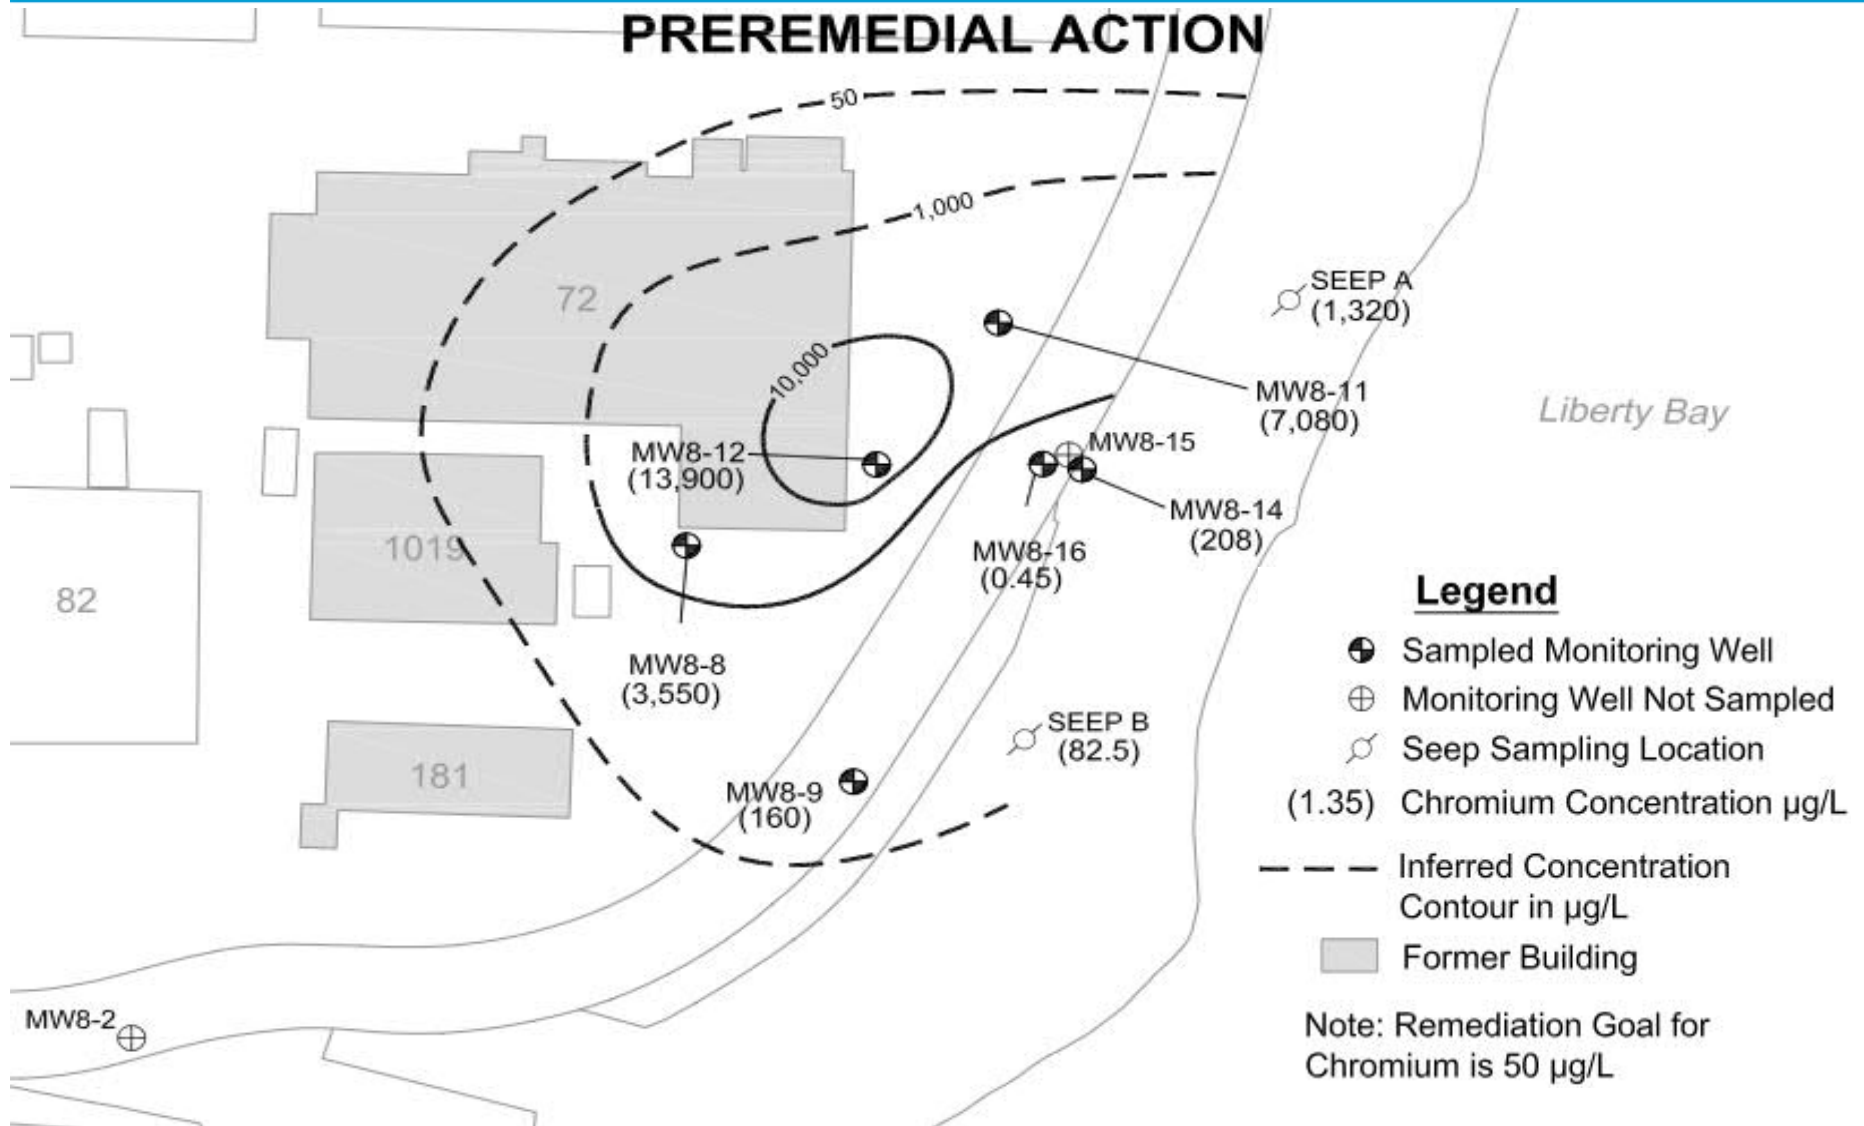 PREREMEDIAL ACTION
50
1,000
72
10,000
SEEP A
(1,320)
MW8-11
(7,080)
Liberty Bay
MW8-12
(13,900)
MW8-15
MW8-14
(208)
MW8-16
(0.45)
1019
82
MW8-8
(3,550)
SEEP B
(82.5)
181
MW8-9
(160)
MW8-2
Legend
Sampled Monitoring Well
Monitoring Well Not Sampled
Seep Sampling Location
(1.35) Chromium Concentration µg/L
Inferred Concentration
Contour in µg/L
Former Building
Note: Remediation Goal for
Chromium is 50 µg/L